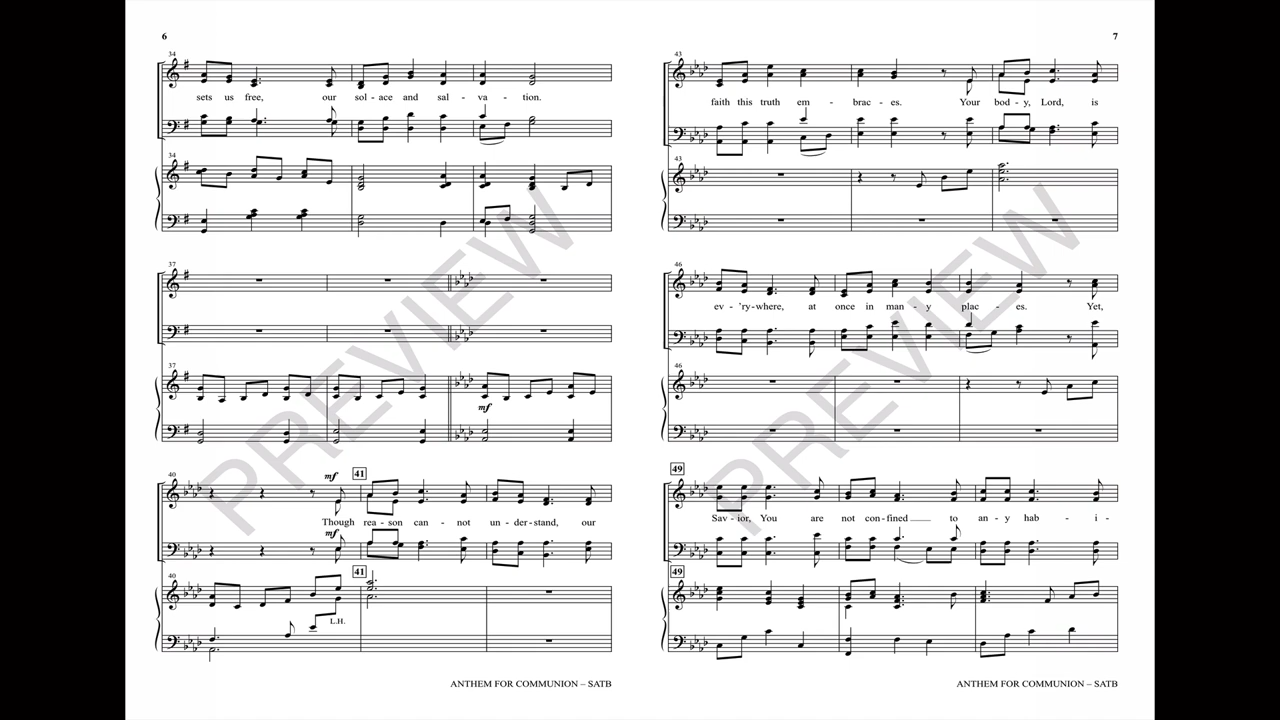 6
34
sets us free, our sol - ace and sal - va - tion.
34
37
37
mf
40
mf
41
Though rea - son can - not un - der - stand, our
mf
40
41
L.H.
PREVIEW
ANTHEM FOR COMMUNION – SATB
7
43
faith this truth em - brac - es. Your bod - y, Lord, is
43
46
ev - 'ry-where, at once in man - y plac - es. Yet,
46
49
Sav - ior, You are not con - fined ____ to an - y hab - i -
49
PREVIEW
ANTHEM FOR COMMUNION – SATB